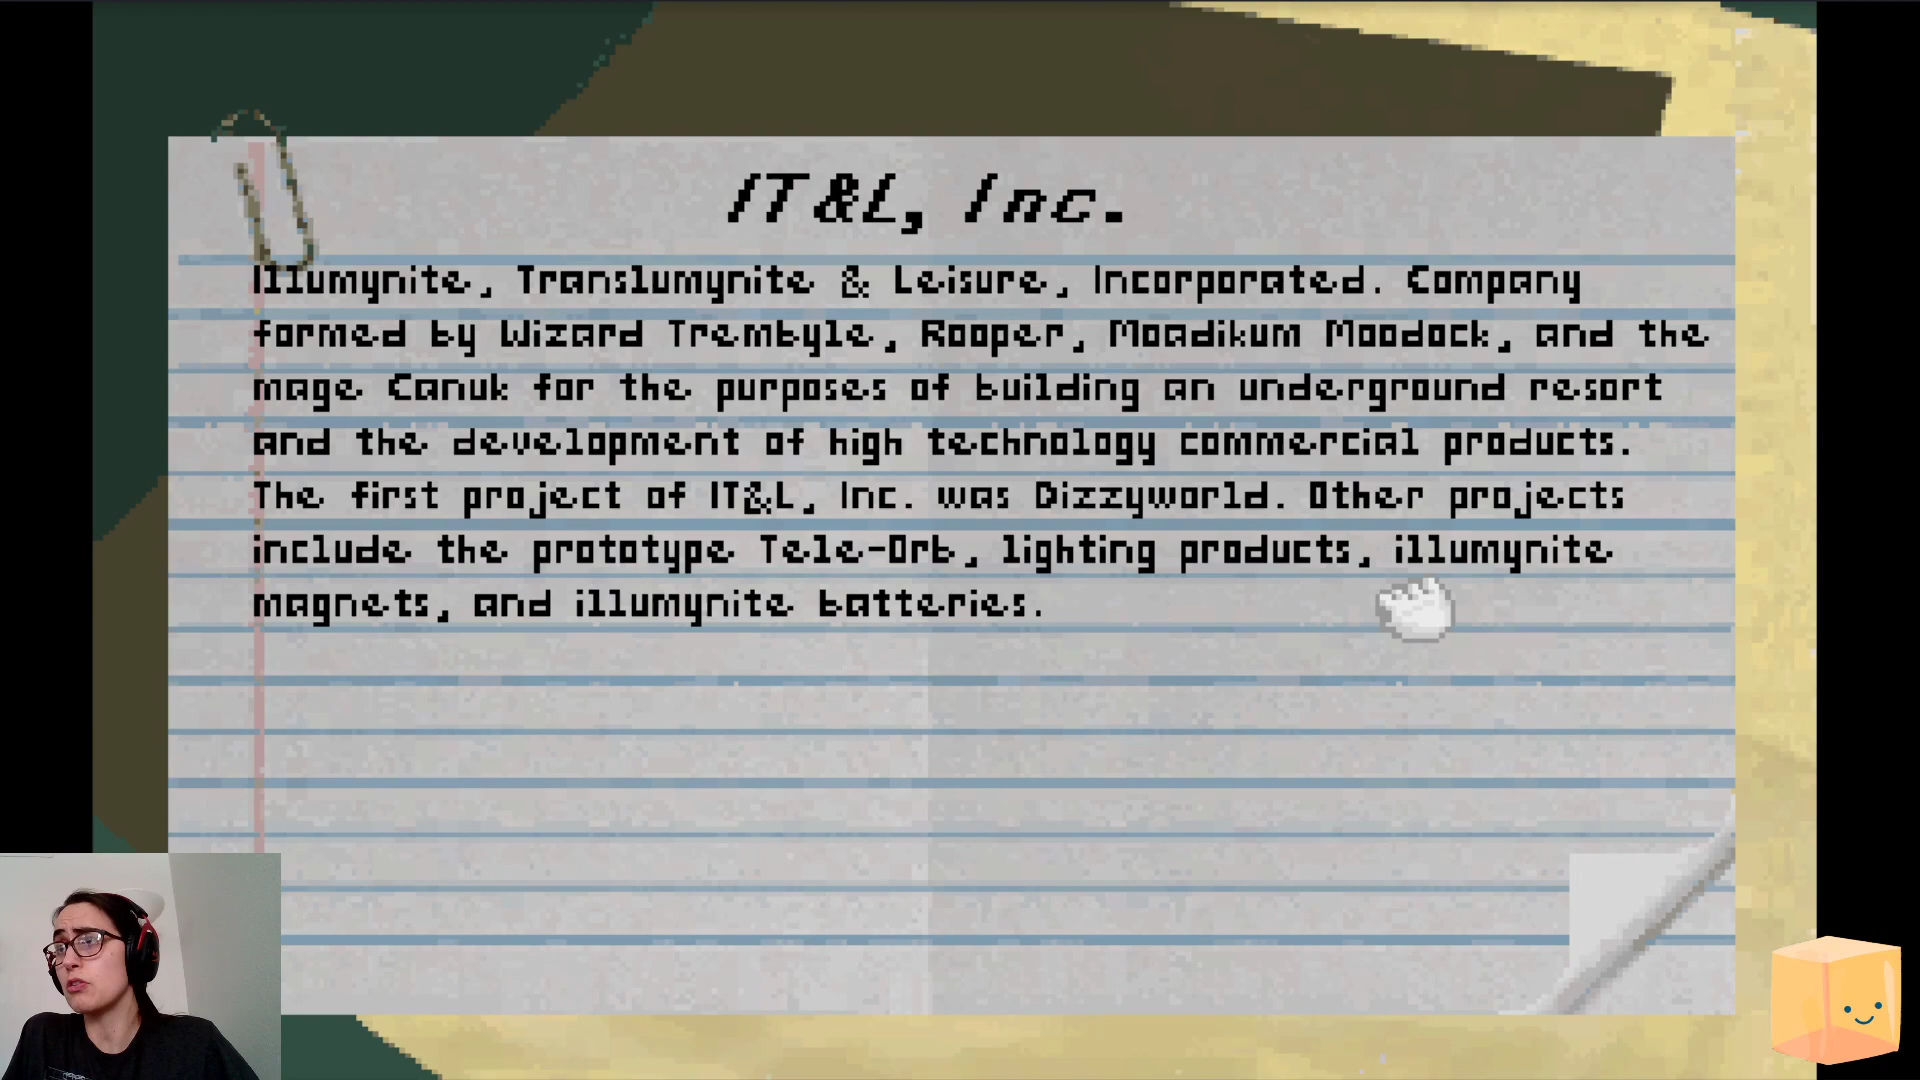 IT&L, Inc.
Illumynite, Translumynite & Leisure, Incorporated. Company
formed by Wizard Trembyle, Rooper, Moadikum Moodock, and the
mage Canuk for the purposes of building an underground resort
and the development of high technology commercial products.
The first project of IT&L, Inc. was Dizzyworld. Other projects
include the prototype Tele-Orb, lighting products, illumynite
magnets, and illumynite batteries.